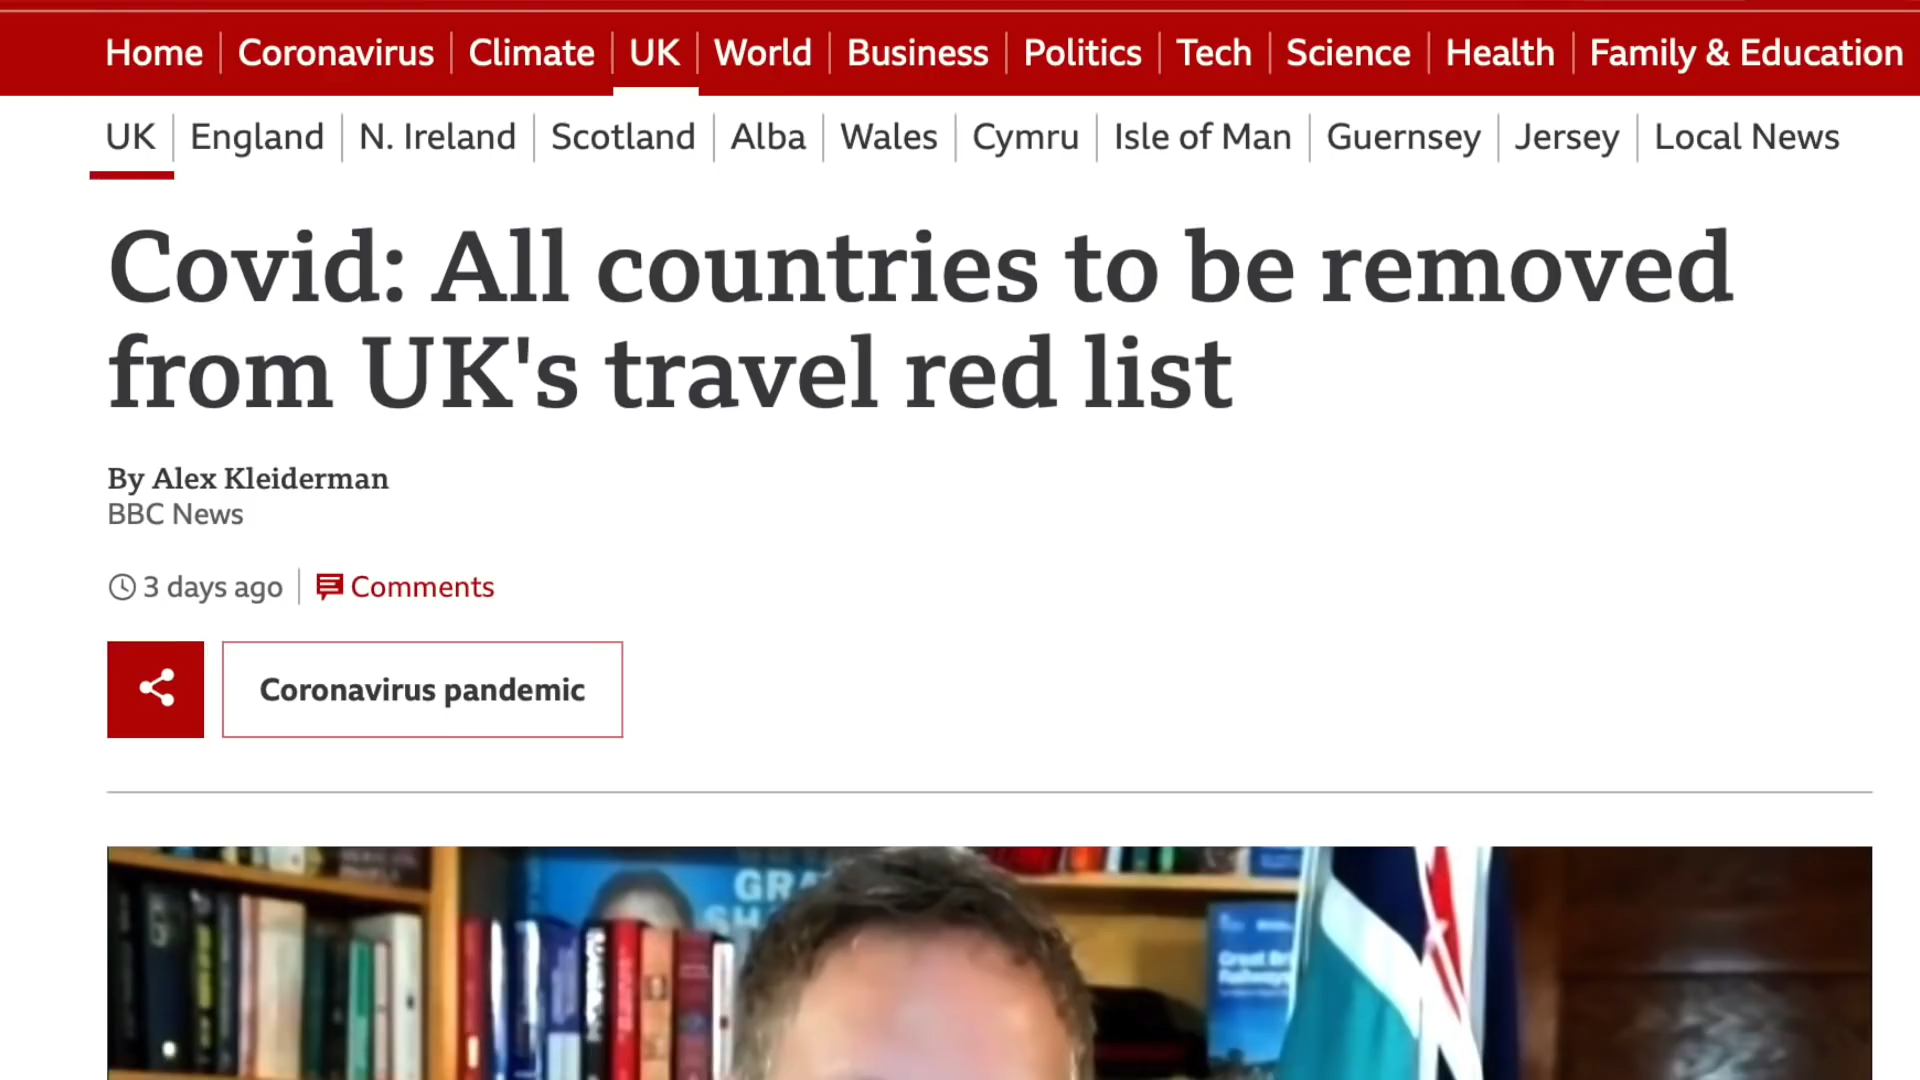 Home Coronavirus Climate UK World Business Politics Tech Science Health Family & Education
UK England N. Ireland Scotland Alba Wales Cymru Isle of Man Guernsey Jersey Local News
Covid: All countries to be removed
from UK's travel red list
By Alex Kleiderman
BBC News
3 days ago Comments
Coronavirus pandemic